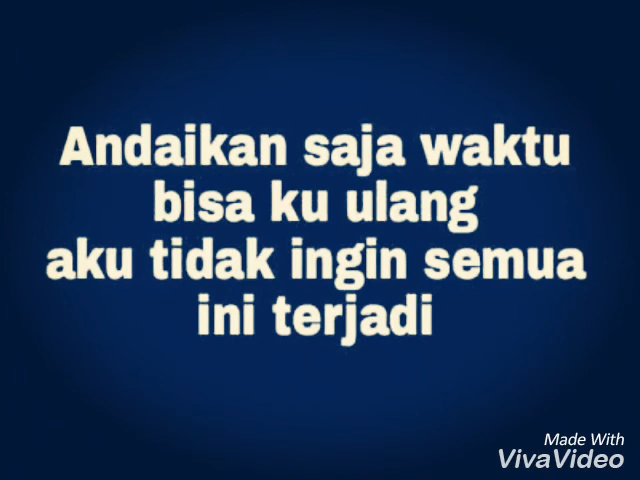 Andaikan saja waktu
bisa ku ulang
aku tidak ingin semua
ini terjadi
Made With
VivaVideo